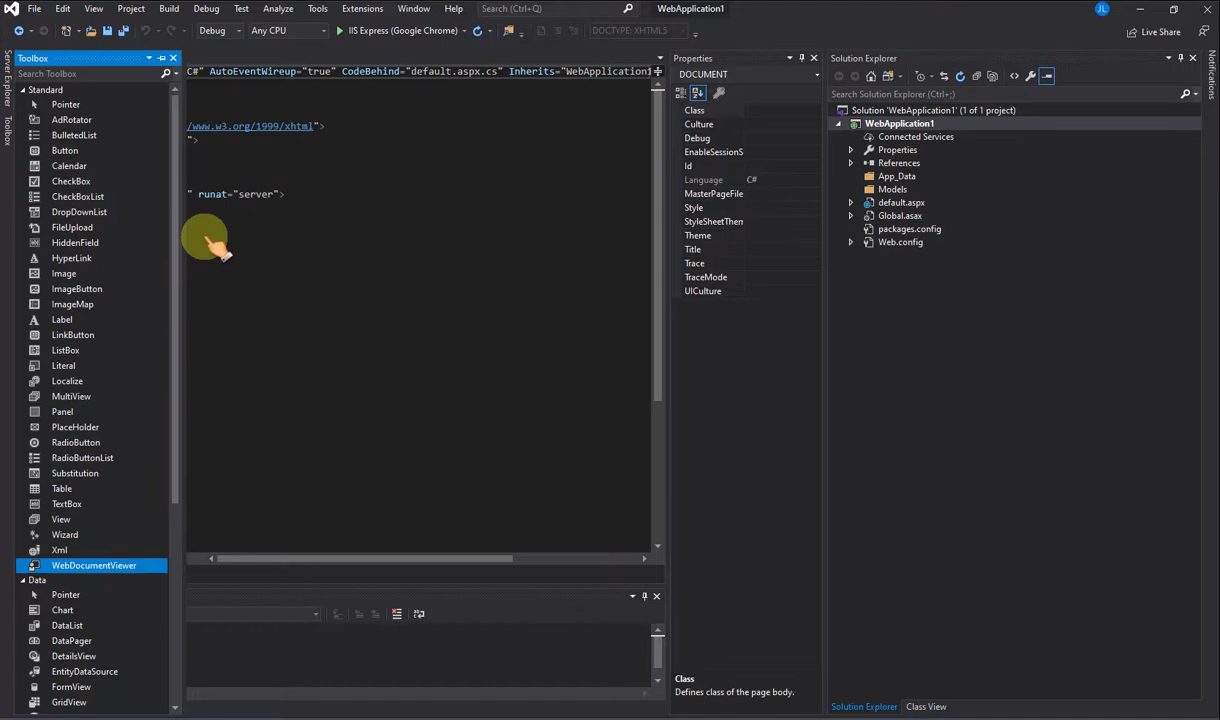 File Edit View Project Build Debug Test Analyze Tools Extensions Window Help Search (Ctrl+Q) WebApplication1 JL
Debug Any CPU IIS Express (Google Chrome) DOCTYPE: XHTML5 Live Share
Server Explorer
Toolbox
Toolbox
Search Toolbox
Standard
Pointer
AdRotator
BulletedList
Button
Calendar
CheckBox
CheckBoxList
DropDownList
FileUpload
HiddenField
HyperLink
Image
ImageButton
ImageMap
Label
LinkButton
ListBox
Literal
Localize
MultiView
Panel
PlaceHolder
RadioButton
RadioButtonList
Substitution
Table
TextBox
View
Wizard
Xml
WebDocumentViewer
Data
Pointer
Chart
DataList
DataPager
DetailsView
EntityDataSource
FormView
GridView
C#" AutoEventWireup="true" CodeBehind="default.aspx.cs" Inherits="WebApplication1
/www.w3.org/1999/xhtml">
">
" runat="server">
Properties
DOCUMENT
Class
Culture
Debug
EnableSessionS
Id
Language C#
MasterPageFile
Style
StyleSheetThem
Theme
Title
Trace
TraceMode
UICulture
Class
Defines class of the page body.
Solution Explorer
Search Solution Explorer (Ctrl+;)
Solution 'WebApplication1' (1 of 1 project)
WebApplication1
Connected Services
Properties
References
App_Data
Models
default.aspx
Global.asax
packages.config
Web.config
Solution Explorer Class View
Notifications